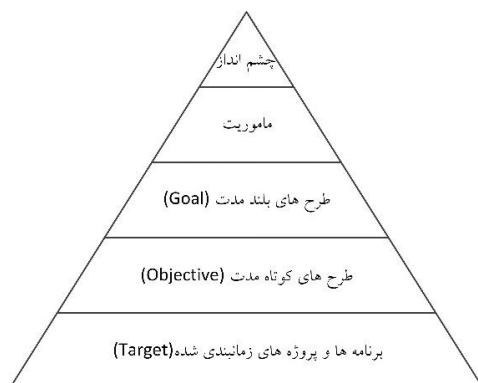 چشم انداز
ماموریت
طرح های بلند مدت (Goal)
طرح های کوتاه مدت (Objective)
برنامه ها و پروژه های زمانبندی شده(Target)